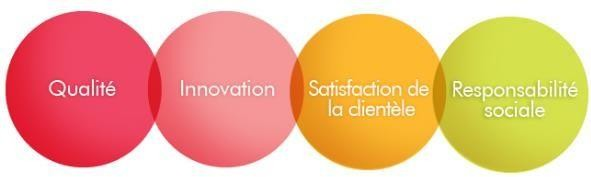 Qualité
Innovation
Satisfaction de
la clientèle
Responsabilité
sociale